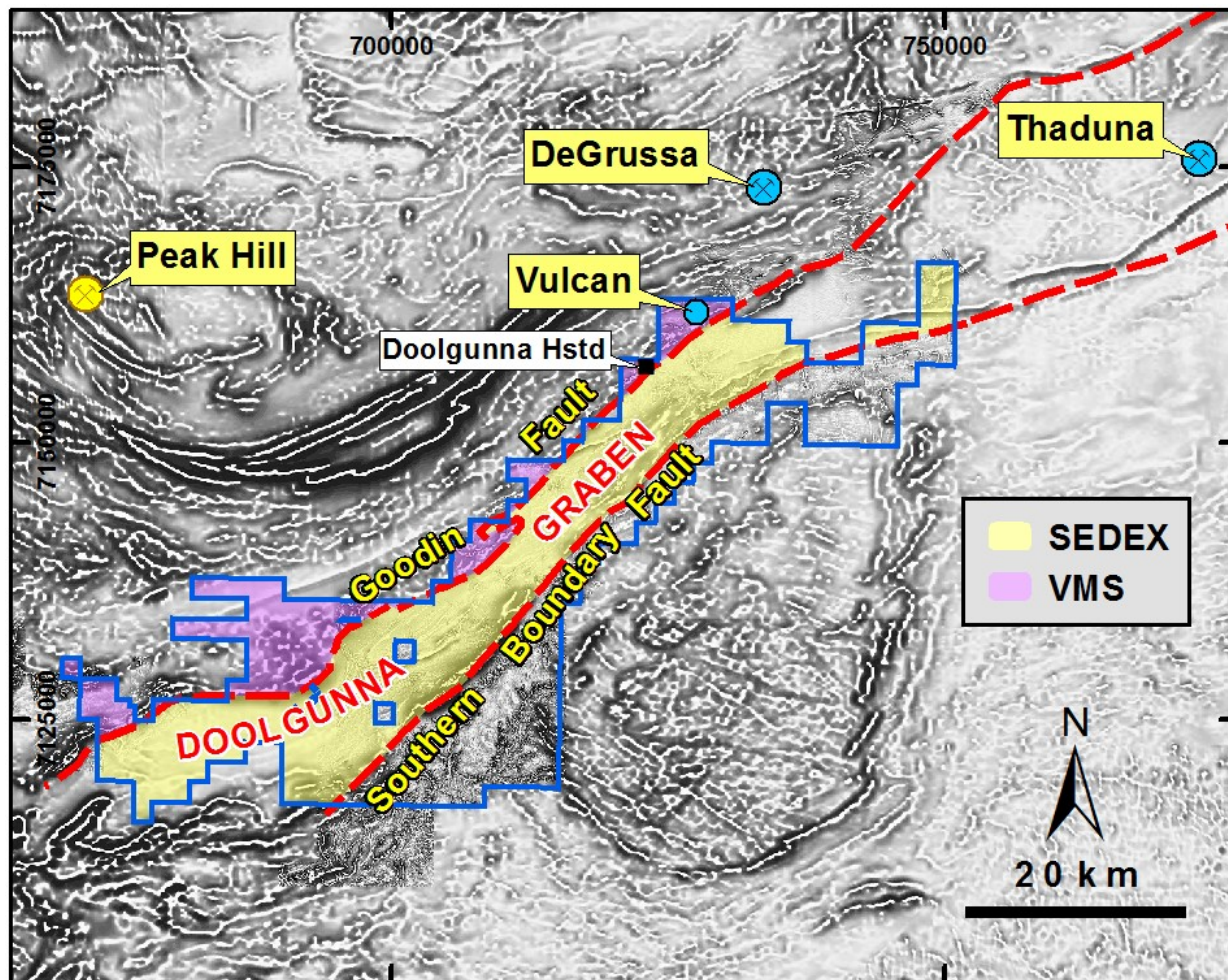 700000
750000
7175000
7150000
7125000
Thaduna
DeGrussa
Peak Hill
Vulcan
Doolgunna Hstd
Goodin Fault
DOOLGUNNA GRABEN
Southern Boundary Fault
SEDEX
VMS
N
20 km